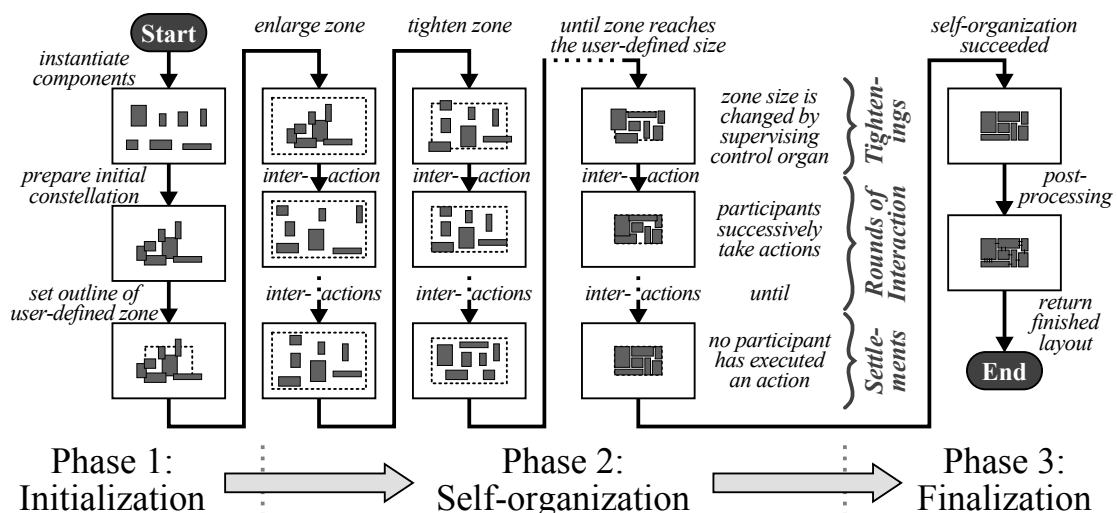 Start
instantiate
components
prepare initial
constellation
set outline of
user-defined zone
enlarge zone
inter- action
inter- actions
tighten zone
inter- action
inter- actions
until zone reaches
the user-defined size
inter- action
inter- actions
zone size is
changed by
supervising
control organ
participants
successively
take actions
until
no participant
has executed
an action
Tighten-
ings
Rounds of
Interaction
Settle-
ments
self-organization
succeeded
post-
processing
return
finished
layout
End
Phase 1:
Initialization
Phase 2:
Self-organization
Phase 3:
Finalization